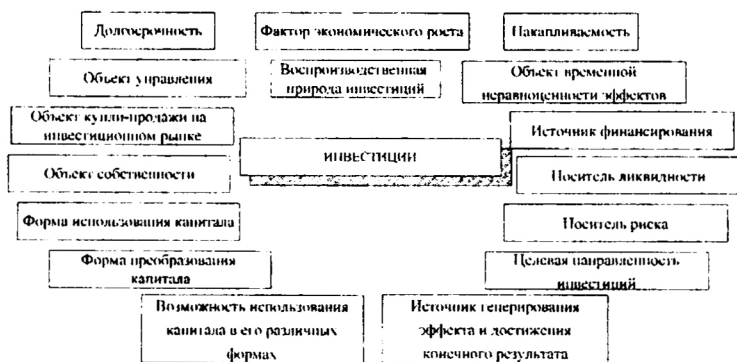 Долгосрочность
Фактор экономического роста
Накапливаемость
Объект управления
Воспроизводственная
природа инвестиций
Объект временной
неравноценности эффектов
Объект купли-продажи на
инвестиционном рынке
ИНВЕСТИЦИИ
Источник финансирования
Объект собственности
Носитель ликвидности
Форма использования капитала
Носитель риска
Форма преобразования
капитала
Целевая направленность
инвестиций
Возможность использования
капитала в его различных
формах
Источник генерирования
эффекта и достижения
конечного результата